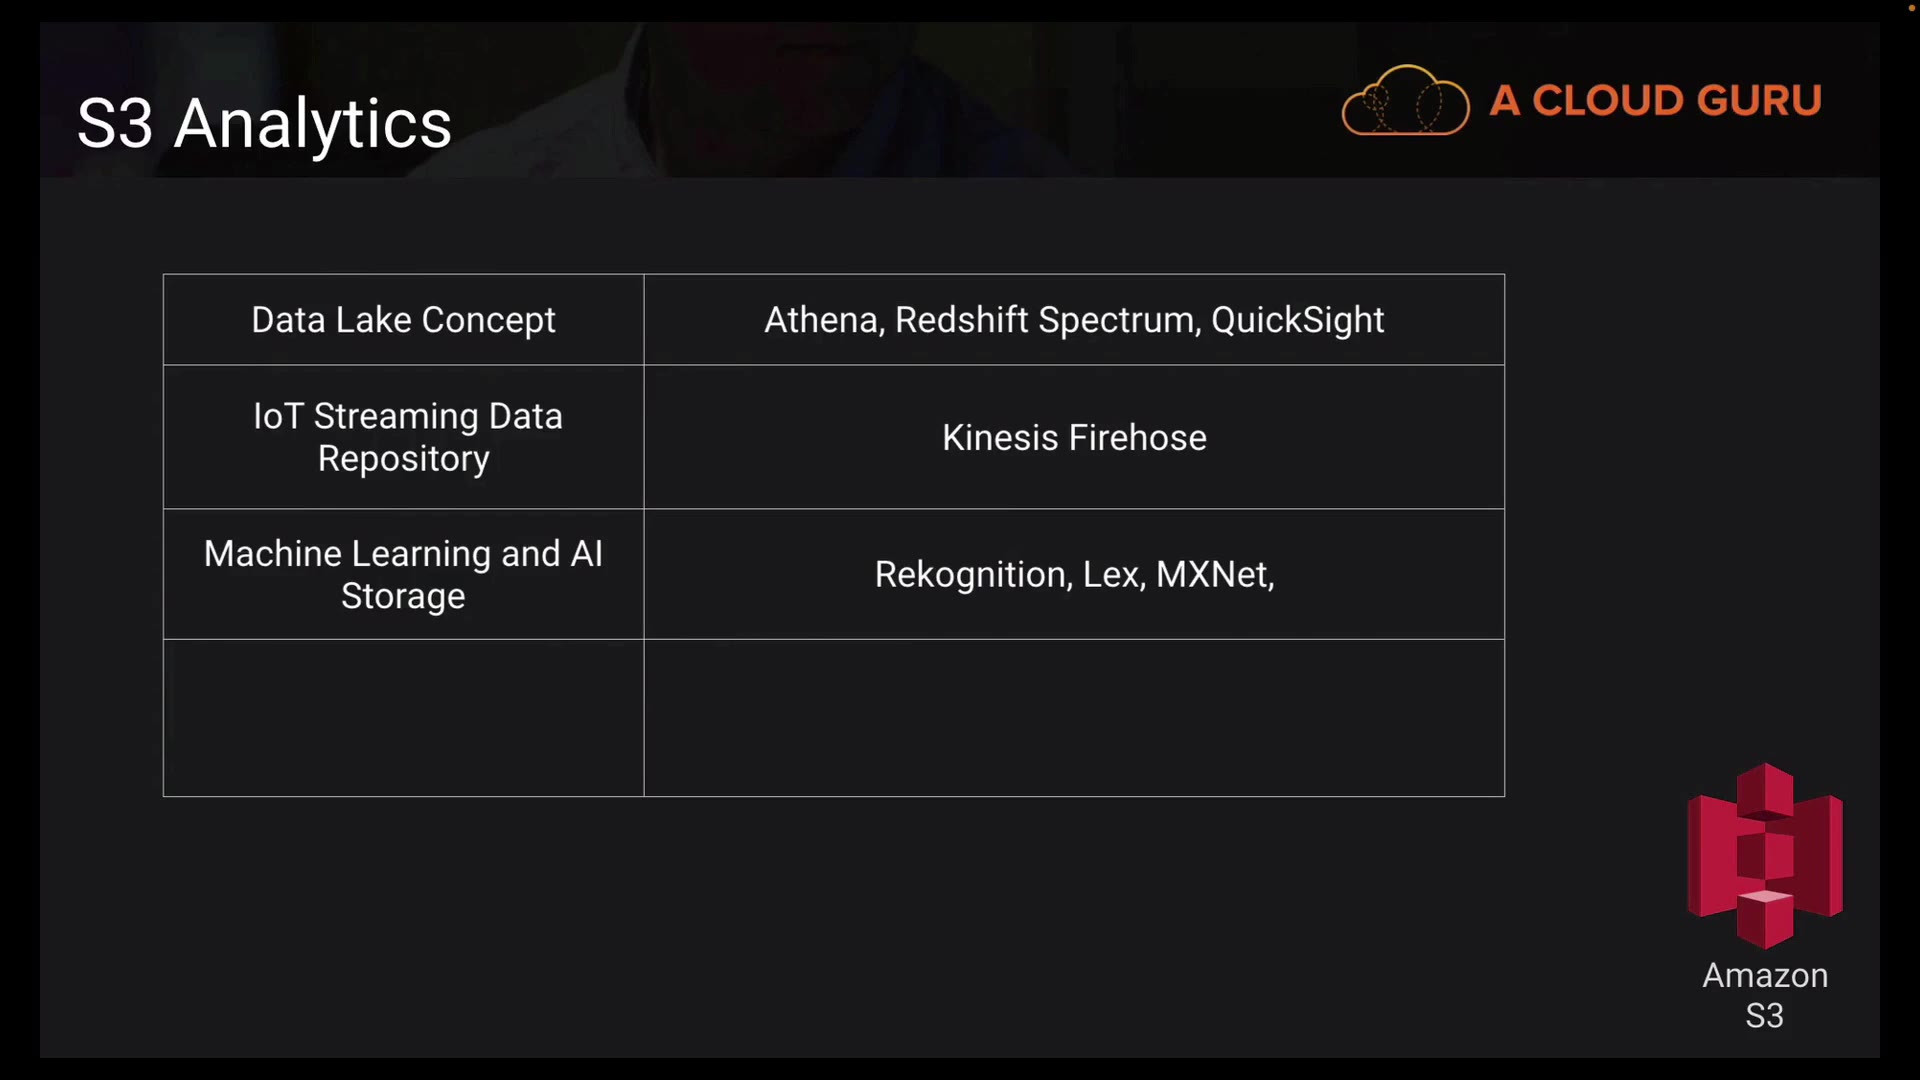 S3 Analytics
A CLOUD GURU
Data Lake Concept
Athena, Redshift Spectrum, QuickSight
IoT Streaming Data
Repository
Kinesis Firehose
Machine Learning and AI
Storage
Rekognition, Lex, MXNet,
Amazon
S3